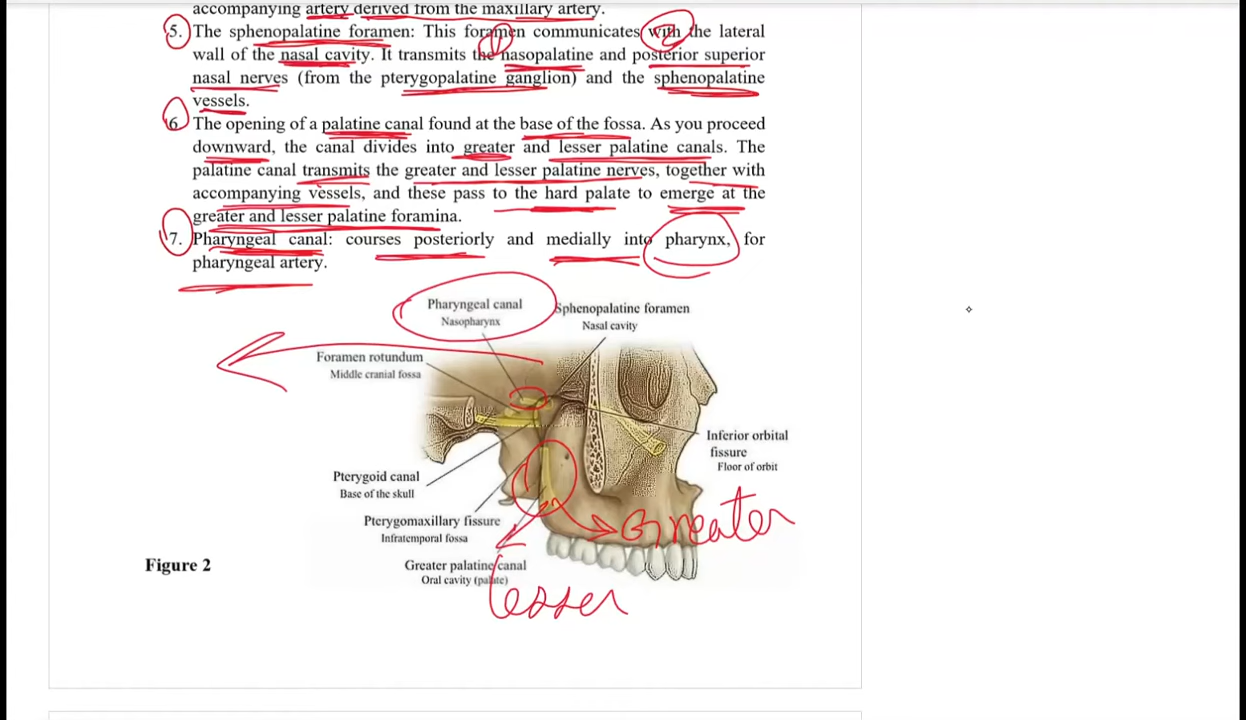 accompanying artery derived from the maxillary artery.
5. The sphenopalatine foramen: This foramen communicates with the lateral
wall of the nasal cavity. It transmits the nasopalatine and posterior superior
nasal nerves (from the pterygopalatine ganglion) and the sphenopalatine
vessels.
6 The opening of a palatine canal found at the base of the fossa. As you proceed
downward, the canal divides into greater and lesser palatine canals. The
palatine canal transmits the greater and lesser palatine nerves, together with
accompanying vessels, and these pass to the hard palate to emerge at the
greater and lesser palatine foramina.
7. Pharyngeal canal: courses posteriorly and medially into pharynx, for
pharyngeal artery.
Pharyngeal canal
Nasopharynx
Sphenopalatine foramen
Nasal cavity
Foramen rotundum
Middle cranial fossa
Inferior orbital
fissure
Floor of orbit
Pterygoid canal
Base of the skull
Pterygomaxillary fissure
Infratemporal fossa
Greater
Greater palatine canal
Oral cavity (palate)
lesser
Figure 2